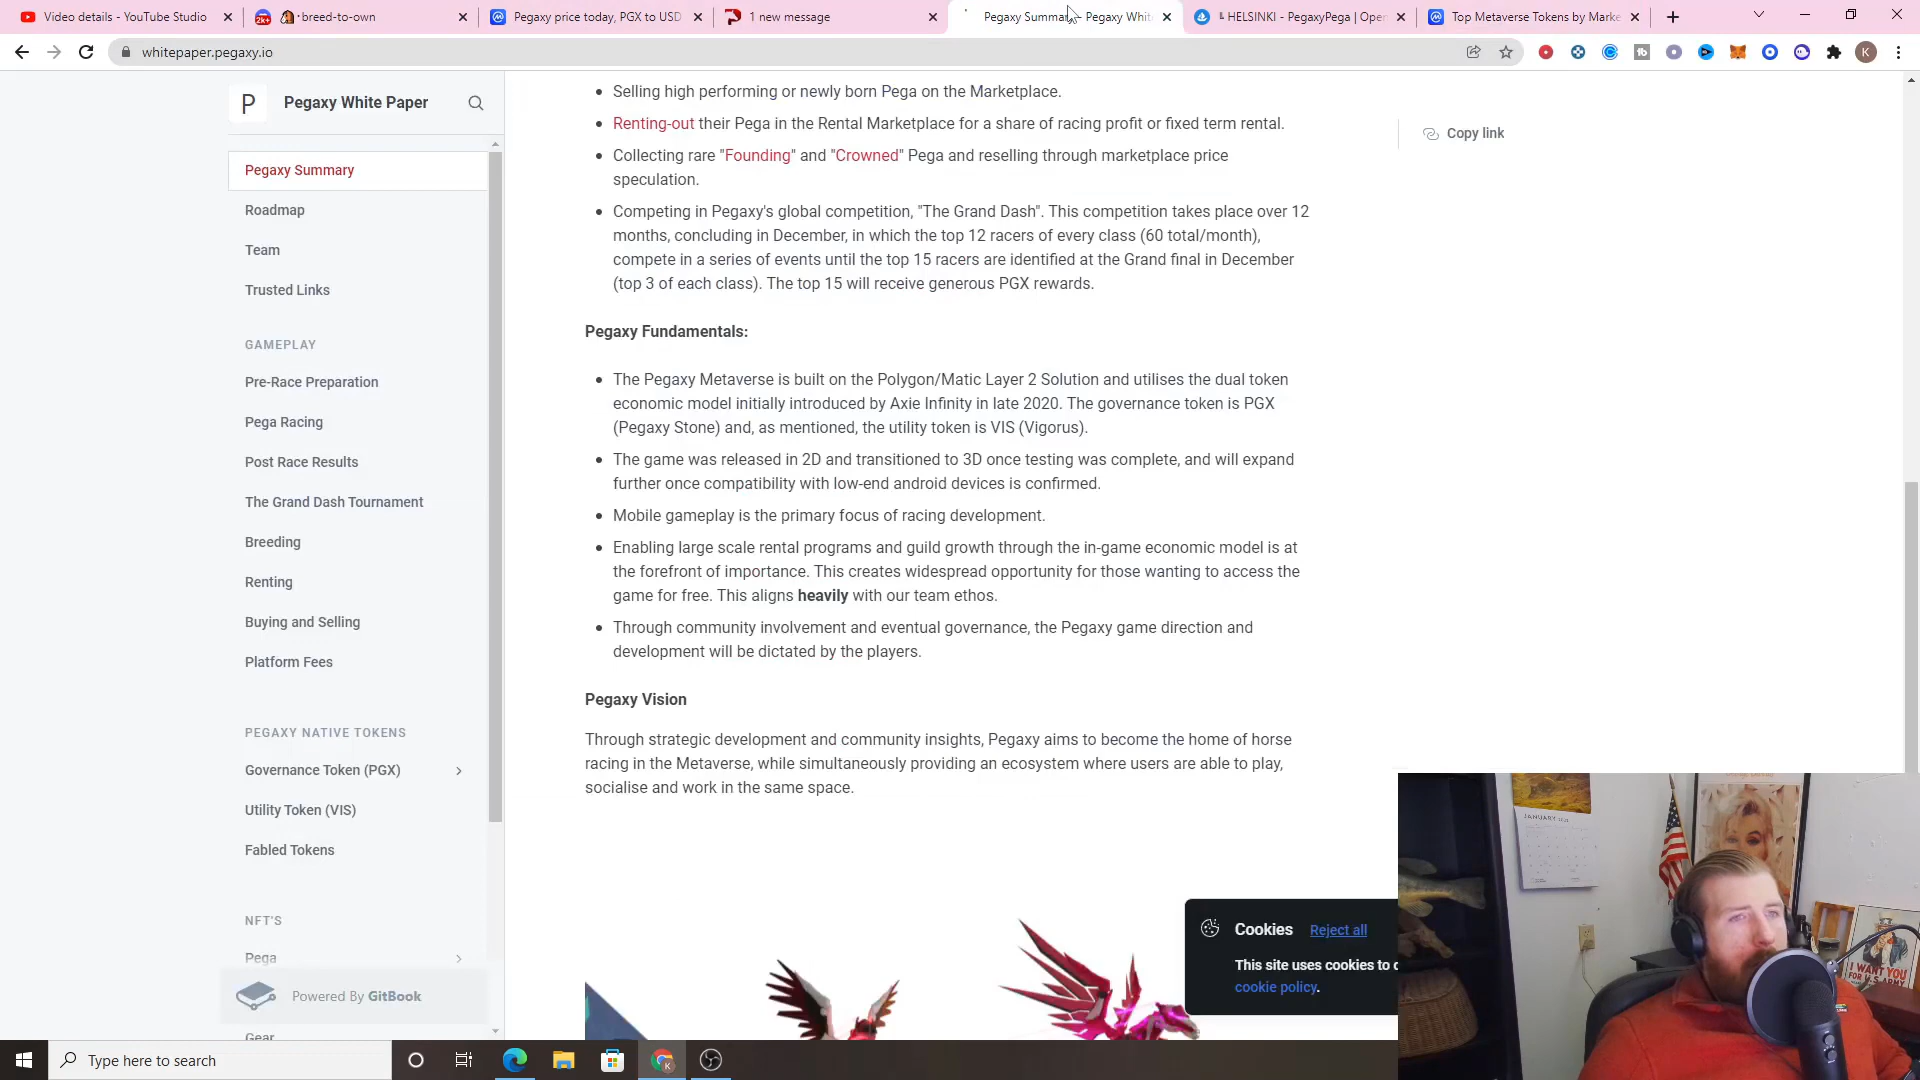 Video details - YouTube Studio
breed-to-own
Pegaxy price today, PGX to USD
1 new message
Pegaxy Summary - Pegaxy Whit
HELSINKI - PegaxyPega | Open
Top Metaverse Tokens by Marke
whitepaper.pegaxy.io
K
P
Pegaxy White Paper
Pegaxy Summary
Roadmap
Team
Trusted Links
GAMEPLAY
Pre-Race Preparation
Pega Racing
Post Race Results
The Grand Dash Tournament
Breeding
Renting
Buying and Selling
Platform Fees
PEGAXY NATIVE TOKENS
Governance Token (PGX)
Utility Token (VIS)
Fabled Tokens
NFT'S
Pega
Powered By GitBook
Gear
Selling high performing or newly born Pega on the Marketplace.
Renting-out their Pega in the Rental Marketplace for a share of racing profit or fixed term rental.
Collecting rare "Founding" and "Crowned" Pega and reselling through marketplace price
speculation.
Competing in Pegaxy's global competition, "The Grand Dash". This competition takes place over 12
months, concluding in December, in which the top 12 racers of every class (60 total/month),
compete in a series of events until the top 15 racers are identified at the Grand final in December
(top 3 of each class). The top 15 will receive generous PGX rewards.
Pegaxy Fundamentals:
The Pegaxy Metaverse is built on the Polygon/Matic Layer 2 Solution and utilises the dual token
economic model initially introduced by Axie Infinity in late 2020. The governance token is PGX
(Pegaxy Stone) and, as mentioned, the utility token is VIS (Vigorus).
The game was released in 2D and transitioned to 3D once testing was complete, and will expand
further once compatibility with low-end android devices is confirmed.
Mobile gameplay is the primary focus of racing development.
Enabling large scale rental programs and guild growth through the in-game economic model is at
the forefront of importance. This creates widespread opportunity for those wanting to access the
game for free. This aligns heavily with our team ethos.
Through community involvement and eventual governance, the Pegaxy game direction and
development will be dictated by the players.
Pegaxy Vision
Through strategic development and community insights, Pegaxy aims to become the home of horse
racing in the Metaverse, while simultaneously providing an ecosystem where users are able to play,
socialise and work in the same space.
Copy link
Cookies
Reject all
This site uses cookies to
cookie policy.
JANUARY
I WANT YOU
FOR U.S. ARMY
Type here to search